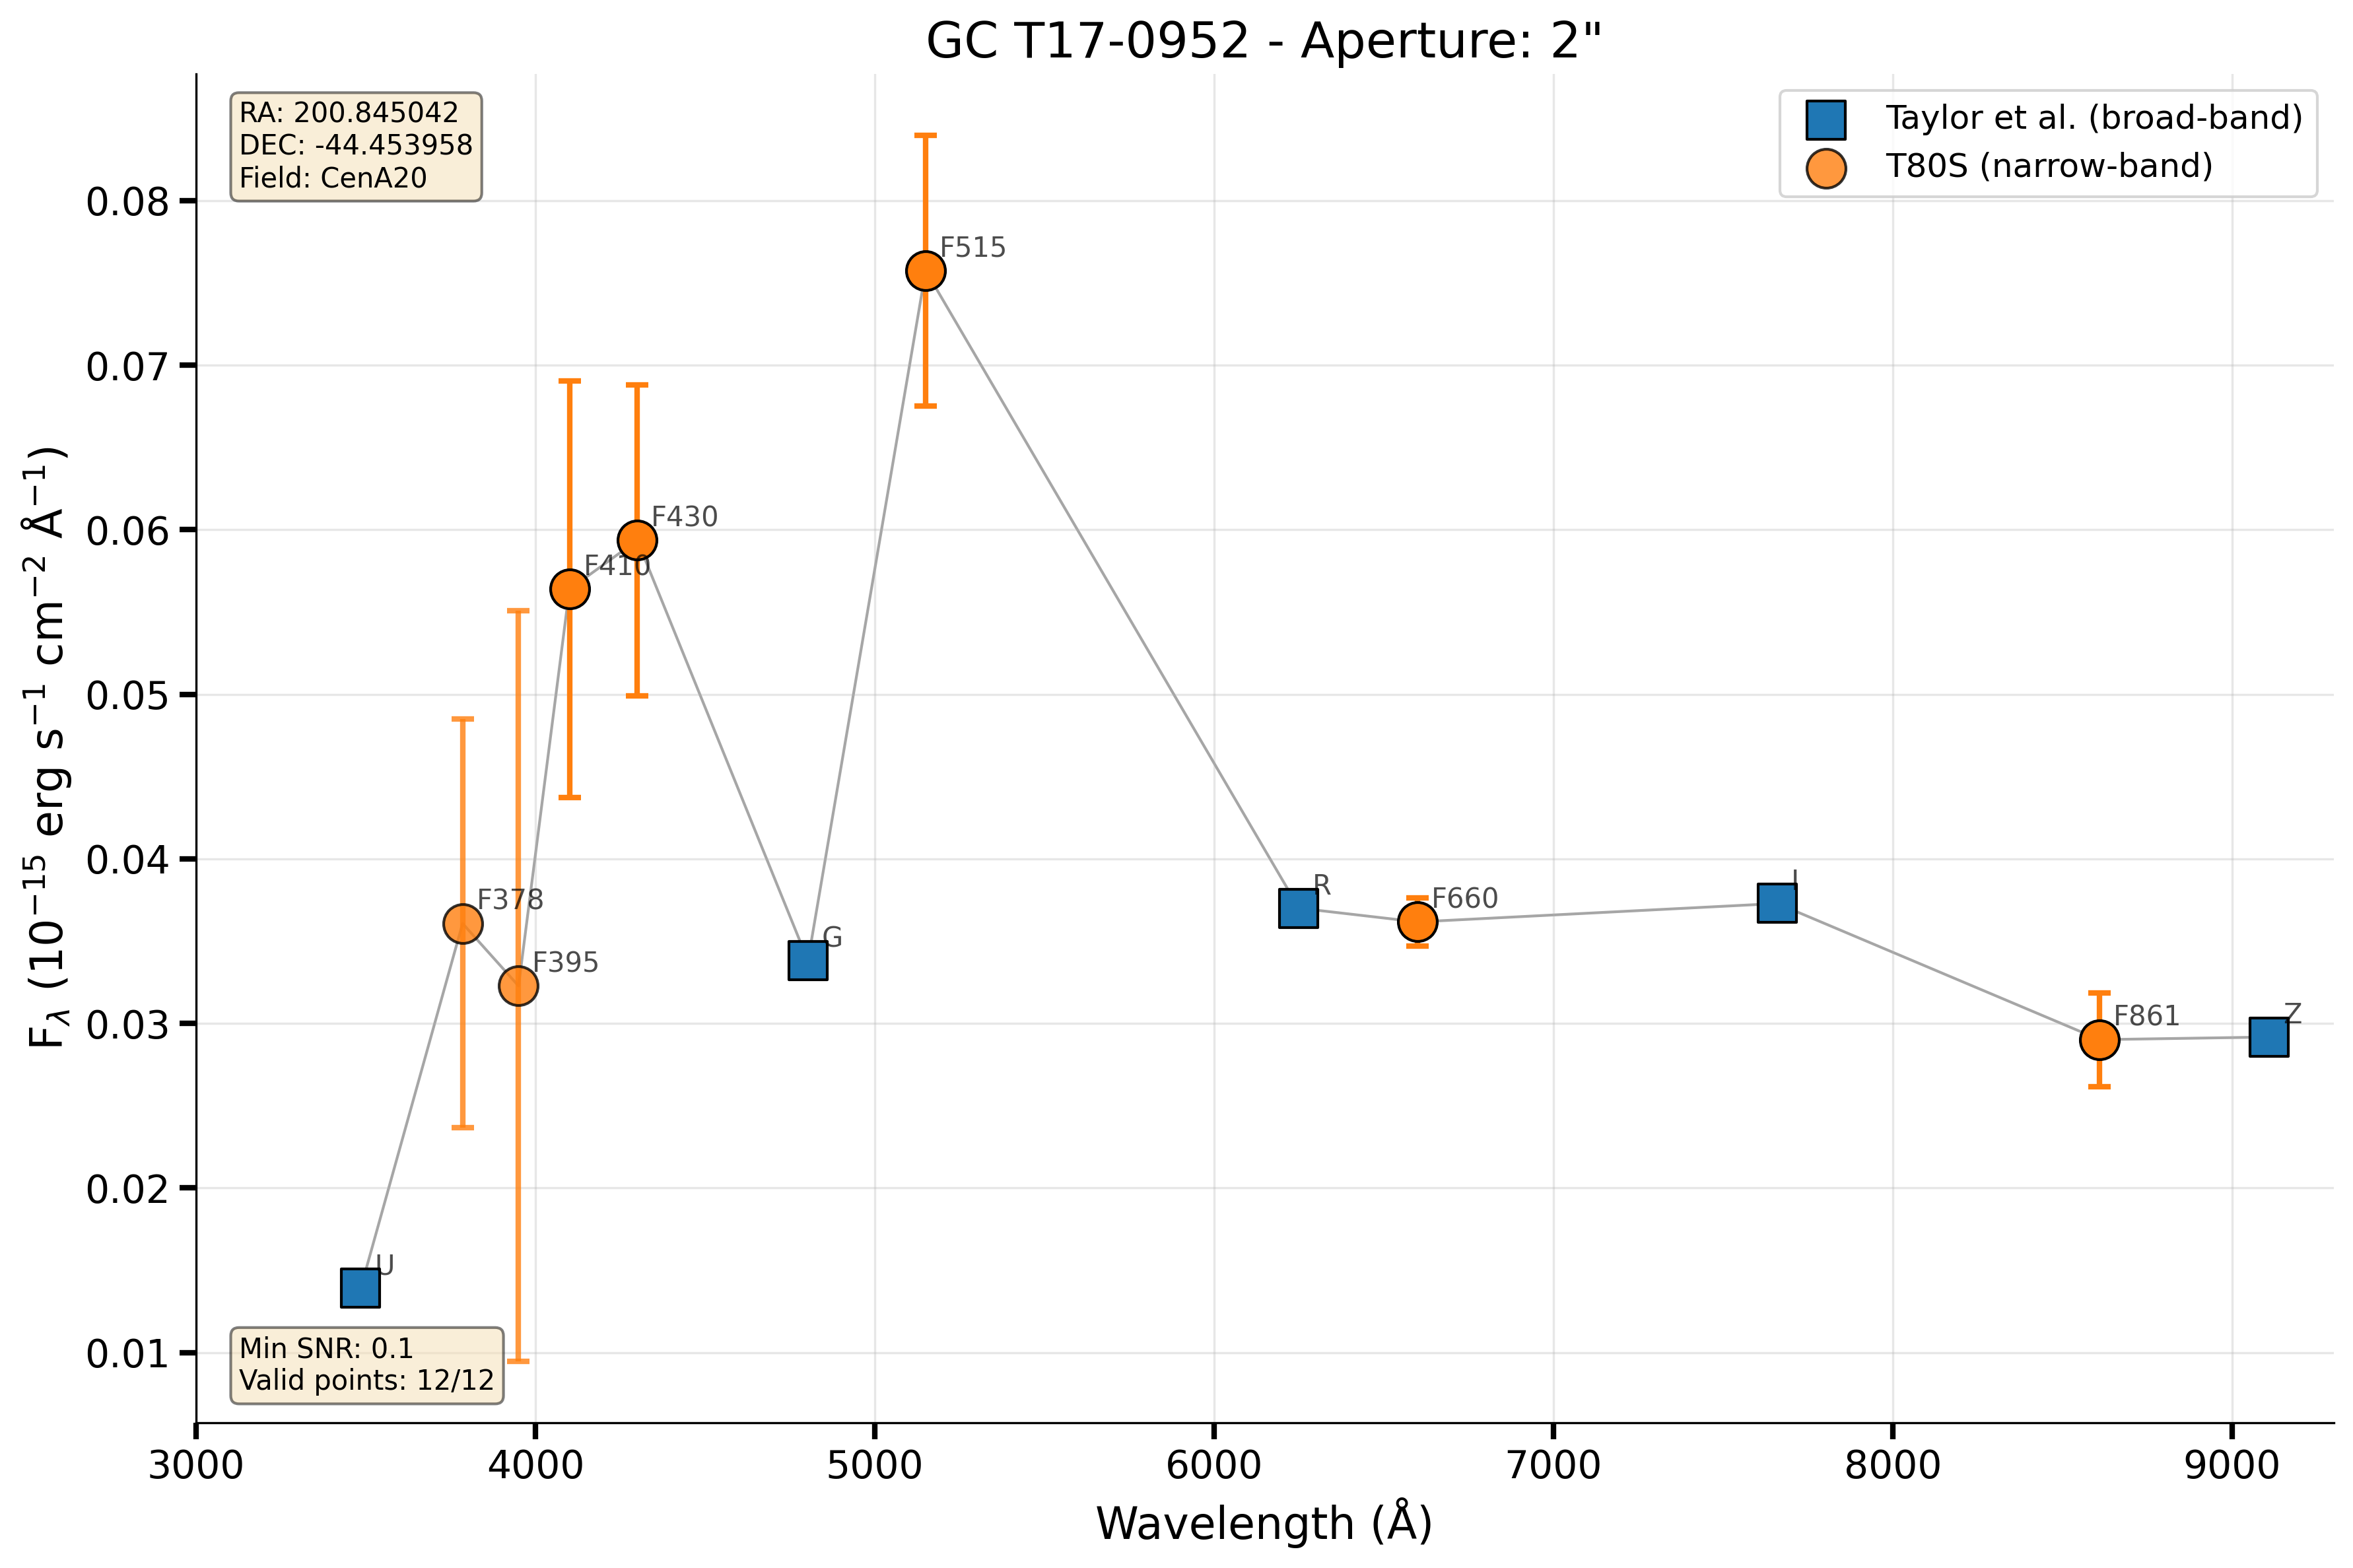 GC T17-0952 - Aperture: 2"
RA: 200.845042
DEC: -44.453958
Field: CenA20
Taylor et al. (broad-band)
T80S (narrow-band)
F515
F430
F410
F378
F395
G
R
F660
I
F861
Z
U
Min SNR: 0.1
Valid points: 12/12
0.08
0.07
0.06
0.05
0.04
0.03
0.02
0.01
F_λ (10⁻¹⁵ erg s⁻¹ cm⁻² Å⁻¹)
3000 4000 5000 6000 7000 8000 9000
Wavelength (Å)